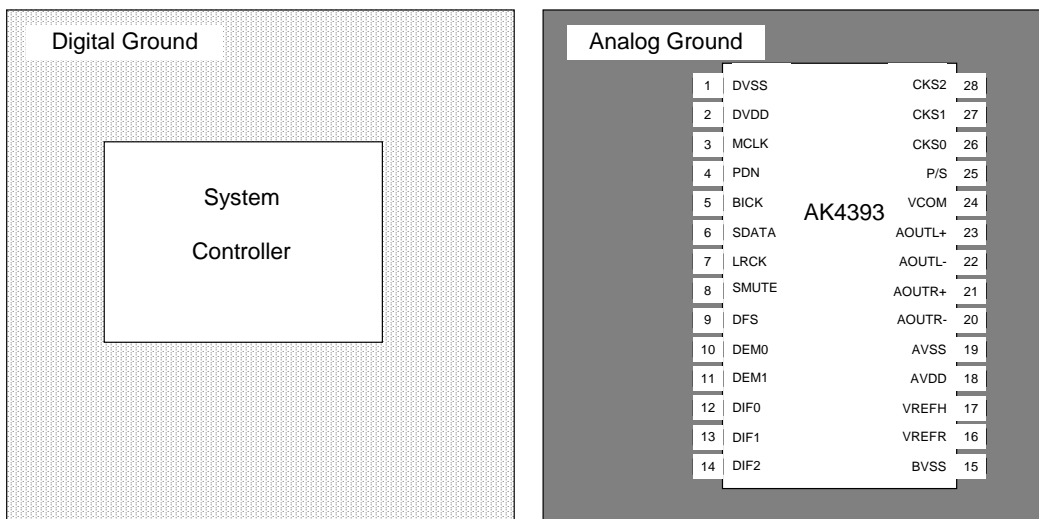 Digital Ground
System
Controller
Analog Ground
1 DVSS CKS2 28
2 DVDD CKS1 27
3 MCLK CKS0 26
4 PDN P/S 25
5 BICK VCOM 24
AK4393
6 SDATA AOUTL+ 23
7 LRCK AOUTL- 22
8 SMUTE AOUTR+ 21
9 DFS AOUTR- 20
10 DEM0 AVSS 19
11 DEM1 AVDD 18
12 DIF0 VREFH 17
13 DIF1 VREFR 16
14 DIF2 BVSS 15